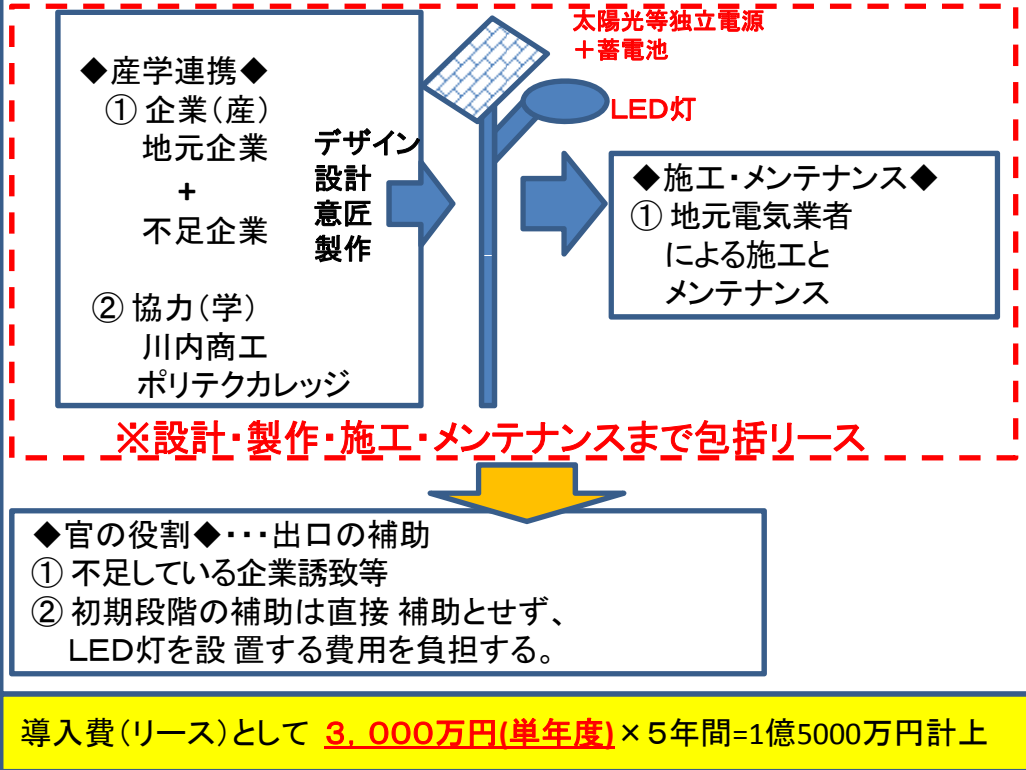 ◆産学連携◆
① 企業(産)
地元企業
+
不足企業
② 協力(学)
川内商工
ポリテクカレッジ
デザイン
設計
意匠
製作
太陽光等独立電源
+蓄電池
LED灯
◆施工・メンテナンス◆
① 地元電気業者
による施工と
メンテナンス
※設計・製作・施工・メンテナンスまで包括リース
◆官の役割◆・・・出口の補助
① 不足している企業誘致等
② 初期段階の補助は直接 補助とせず、
LED灯を設 置する費用を負担する。
導入費(リース)として 3,000万円(単年度)×5年間=1億5000万円計上